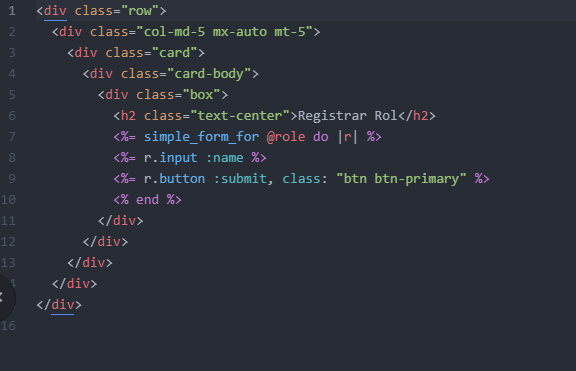 1 <div class="row">
2 <div class="col-md-5 mx-auto mt-5">
3 <div class="card">
4 <div class="card-body">
5 <div class="box">
6 <h2 class="text-center">Registrar Rol</h2>
7 <%= simple_form_for @role do |r| %>
8 <%= r.input :name %>
9 <%= r.button :submit, class: "btn btn-primary" %>
10 <% end %>
11 </div>
12 </div>
13 </div>
</div>
</div>
16